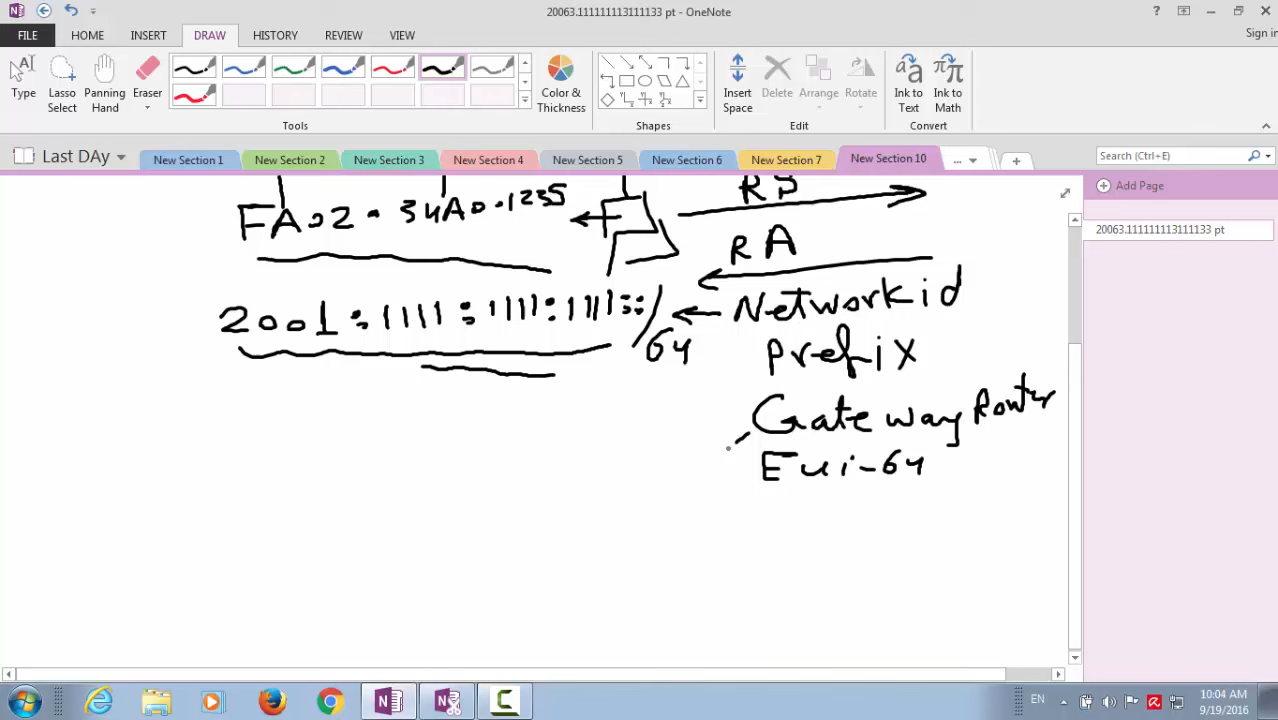 20063.111111113111133 pt - OneNote
Sign in
FILE HOME INSERT DRAW HISTORY REVIEW VIEW
Type
Lasso Select
Panning Hand
Eraser
Color & Thickness
Insert Space
Delete
Arrange
Rotate
Ink to Text
Ink to Math
Tools
Shapes
Edit
Convert
Last DAy
New Section 1
New Section 2
New Section 3
New Section 4
New Section 5
New Section 6
New Section 7
New Section 10
...
Search (Ctrl+E)
Add Page
20063.111111113111133 pt
RS
FA02.34A0.1235
RA
2001:1111:1111:1111::/64
Network id
Prefix
Gateway Router
Eui-64
EN
10:04 AM
9/19/2016